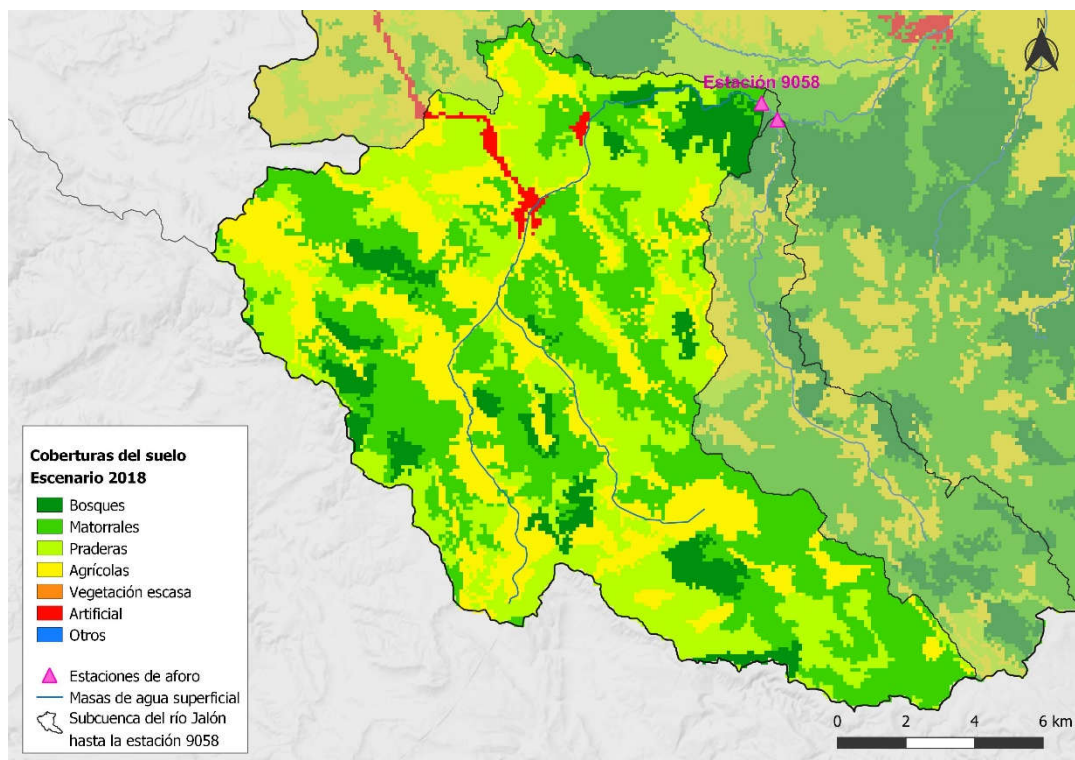 N
Estación 9058
Coberturas del suelo
Escenario 2018
Bosques
Matorrales
Praderas
Agrícolas
Vegetación escasa
Artificial
Otros
Estaciones de aforo
Masas de agua superficial
Subcuenca del río Jalón
hasta la estación 9058
0 2 4 6 km